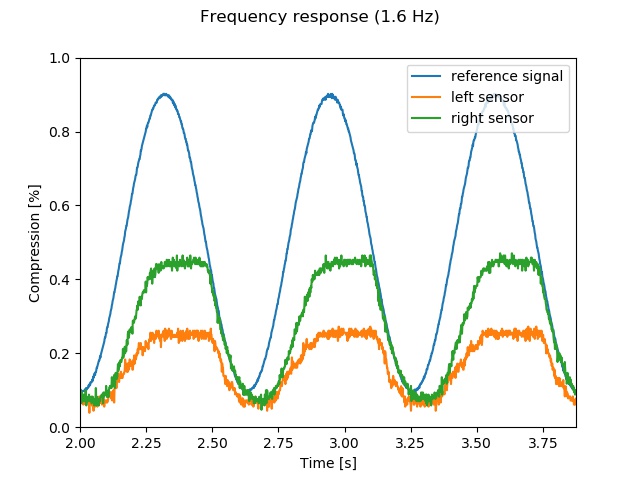 Frequency response (1.6 Hz)
1.0
0.8
0.6
0.4
0.2
0.0
Compression [%]
reference signal
left sensor
right sensor
2.00 2.25 2.50 2.75 3.00 3.25 3.50 3.75
Time [s]